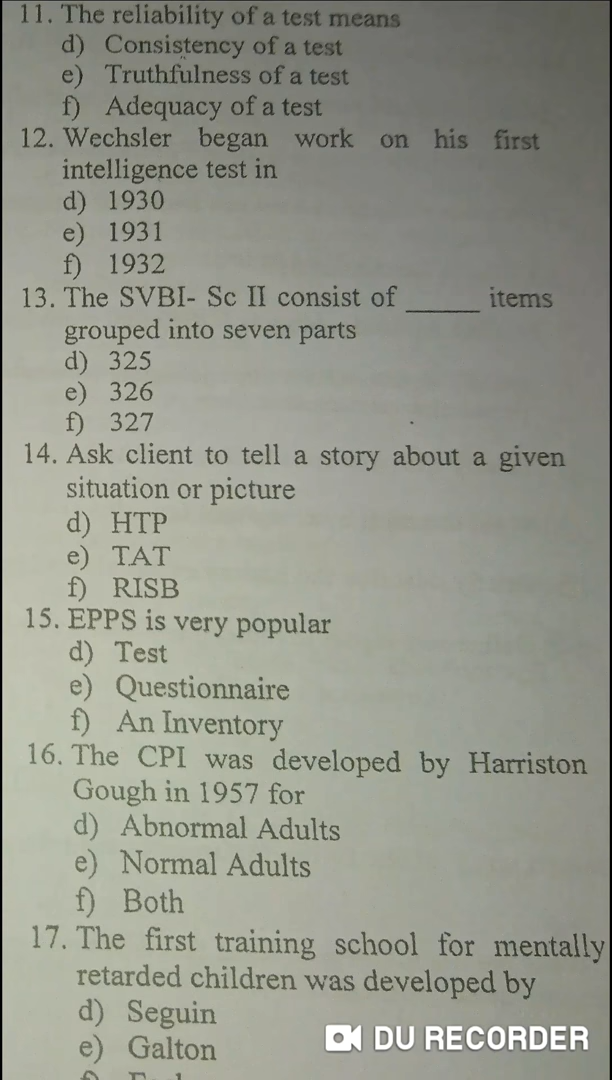 11. The reliability of a test means
d) Consistency of a test
e) Truthfulness of a test
f) Adequacy of a test
12. Wechsler began work on his first
intelligence test in
d) 1930
e) 1931
f) 1932
13. The SVBI- Sc II consist of _____ items
grouped into seven parts
d) 325
e) 326
f) 327
14. Ask client to tell a story about a given
situation or picture
d) HTP
e) TAT
f) RISB
15. EPPS is very popular
d) Test
e) Questionnaire
f) An Inventory
16. The CPI was developed by Harriston
Gough in 1957 for
d) Abnormal Adults
e) Normal Adults
f) Both
17. The first training school for mentally
retarded children was developed by
d) Seguin
e) Galton
DU RECORDER